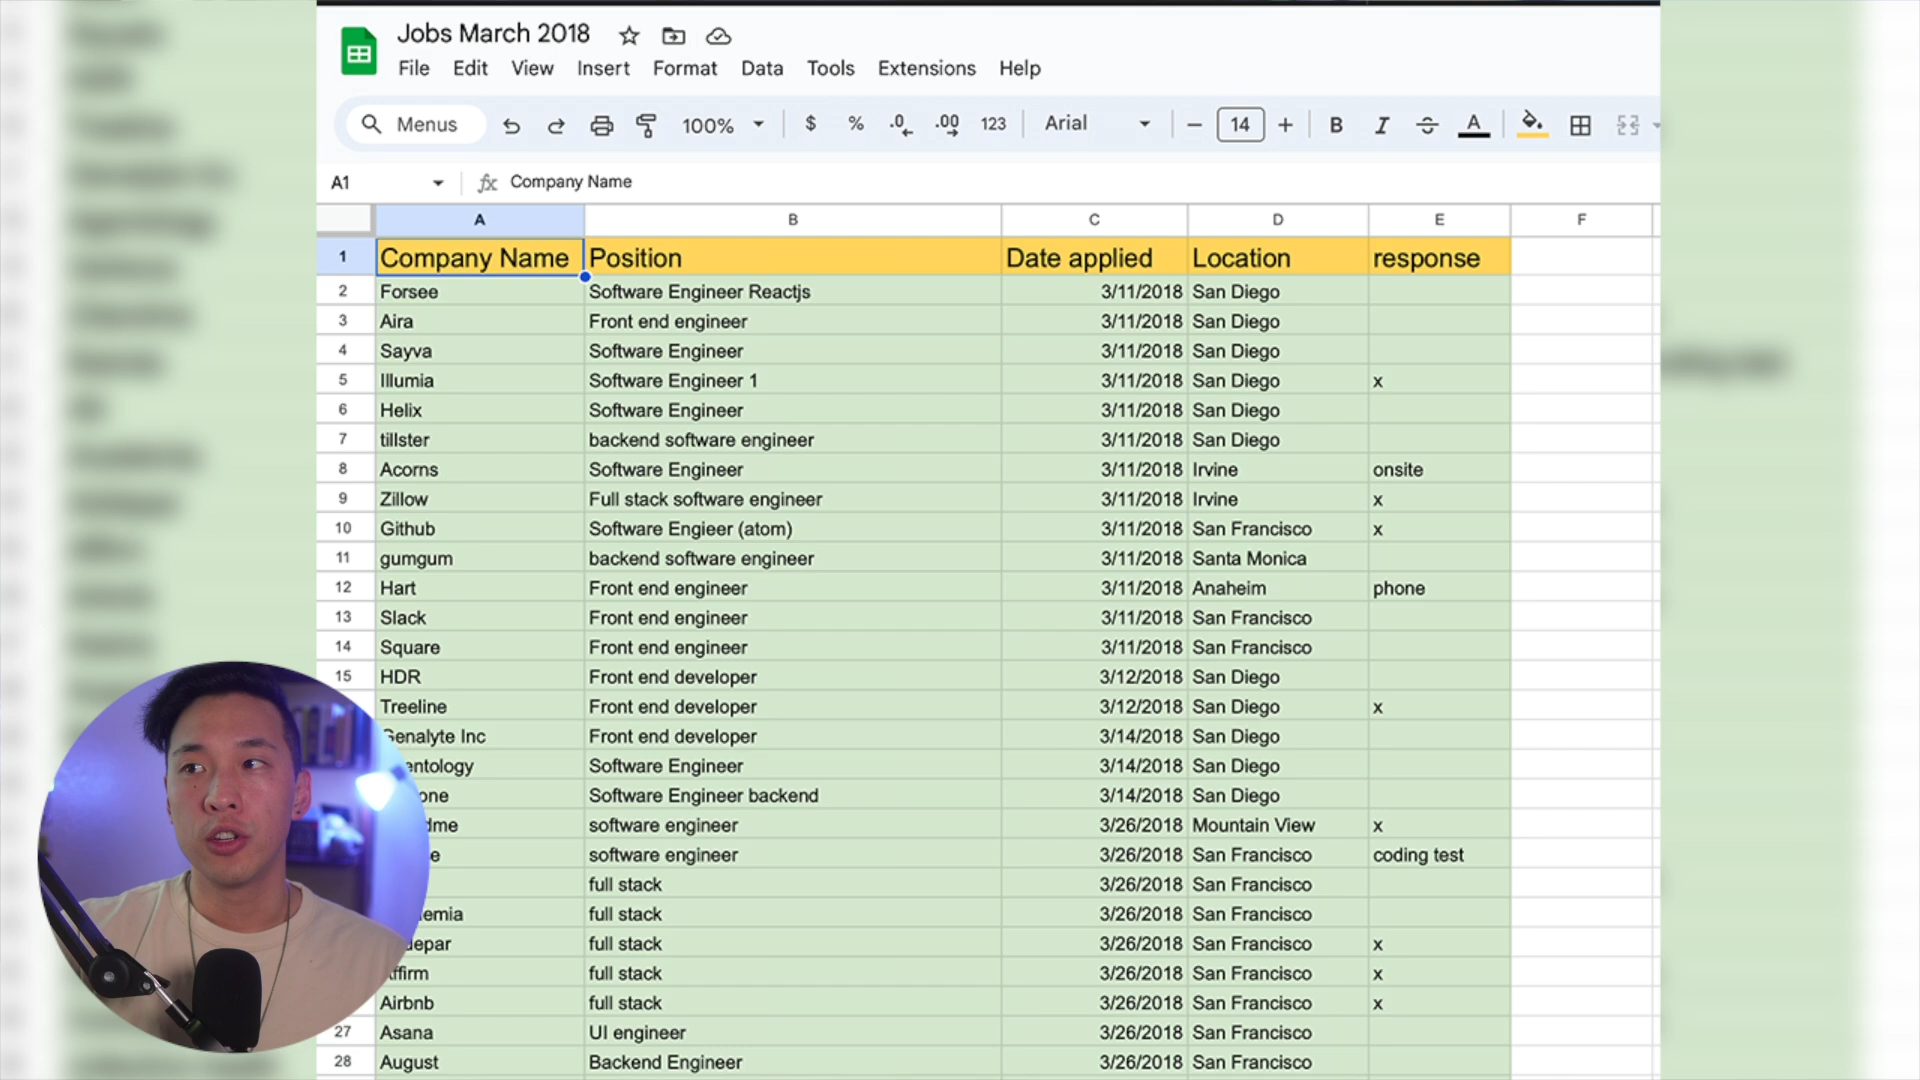 Jobs March 2018
File Edit View Insert Format Data Tools Extensions Help
Menus 100% $ % .0 .00 123 Arial 14 B I A
A1 fx Company Name
A B C D E F
1 Company Name Position Date applied Location response
2 Forsee Software Engineer Reactjs 3/11/2018 San Diego
3 Aira Front end engineer 3/11/2018 San Diego
4 Sayva Software Engineer 3/11/2018 San Diego
5 Illumia Software Engineer 1 3/11/2018 San Diego x
6 Helix Software Engineer 3/11/2018 San Diego
7 tillster backend software engineer 3/11/2018 San Diego
8 Acorns Software Engineer 3/11/2018 Irvine onsite
9 Zillow Full stack software engineer 3/11/2018 Irvine x
10 Github Software Engieer (atom) 3/11/2018 San Francisco x
11 gumgum backend software engineer 3/11/2018 Santa Monica
12 Hart Front end engineer 3/11/2018 Anaheim phone
13 Slack Front end engineer 3/11/2018 San Francisco
14 Square Front end engineer 3/11/2018 San Francisco
15 HDR Front end developer 3/12/2018 San Diego
Treeline Front end developer 3/12/2018 San Diego x
Genalyte Inc Front end developer 3/14/2018 San Diego
Software Engineer 3/14/2018 San Diego
Software Engineer backend 3/14/2018 San Diego
software engineer 3/26/2018 Mountain View x
software engineer 3/26/2018 San Francisco coding test
full stack 3/26/2018 San Francisco
full stack 3/26/2018 San Francisco
full stack 3/26/2018 San Francisco x
Affirm full stack 3/26/2018 San Francisco x
Airbnb full stack 3/26/2018 San Francisco x
27 Asana UI engineer 3/26/2018 San Francisco
28 August Backend Engineer 3/26/2018 San Francisco